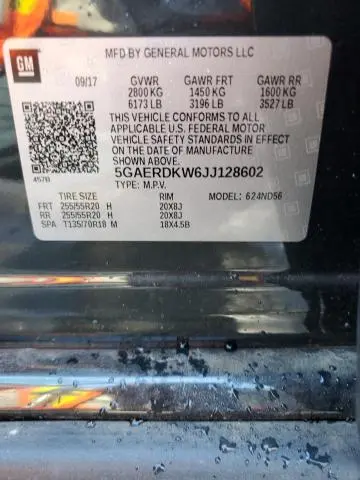 GM
MFD BY GENERAL MOTORS LLC
09/17 GVWR GAWR FRT GAWR RR
2800 KG 1450 KG 1600 KG
6173 LB 3196 LB 3527 LB
THIS VEHICLE CONFORMS TO ALL
APPLICABLE U.S. FEDERAL MOTOR
VEHICLE SAFETY STANDARDS IN EFFECT
ON THE DATE OF MANUFACTURE
SHOWN ABOVE.
457B
5GAERDKW6JJ128602
TYPE: M.P.V. MODEL: 624ND56
TIRE SIZE RIM
FRT 255/55R20 H 20X8J
RR 255/55R20 H 20X8J
SPA T135/70R18 M 18X4.5B